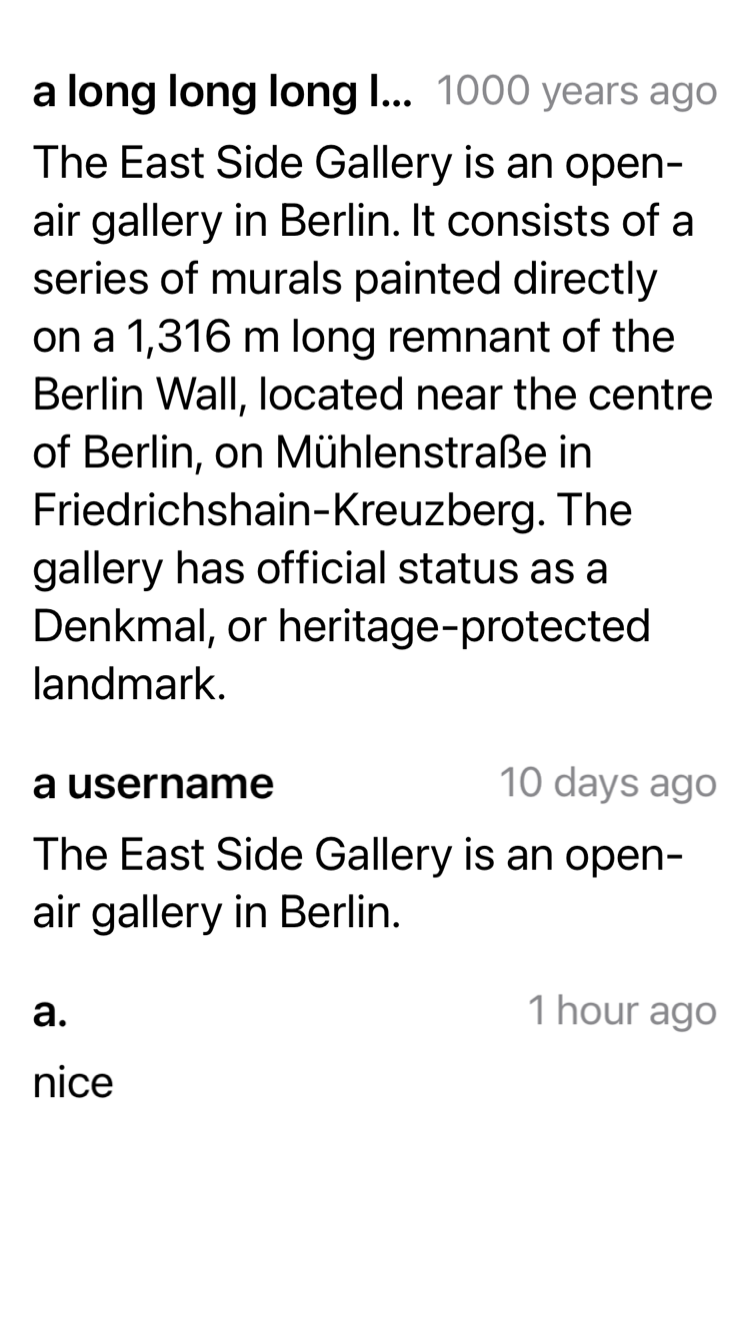 a long long long l... 1000 years ago
The East Side Gallery is an open-
air gallery in Berlin. It consists of a
series of murals painted directly
on a 1,316 m long remnant of the
Berlin Wall, located near the centre
of Berlin, on Mühlenstraße in
Friedrichshain-Kreuzberg. The
gallery has official status as a
Denkmal, or heritage-protected
landmark.
a username 10 days ago
The East Side Gallery is an open-
air gallery in Berlin.
a. 1 hour ago
nice